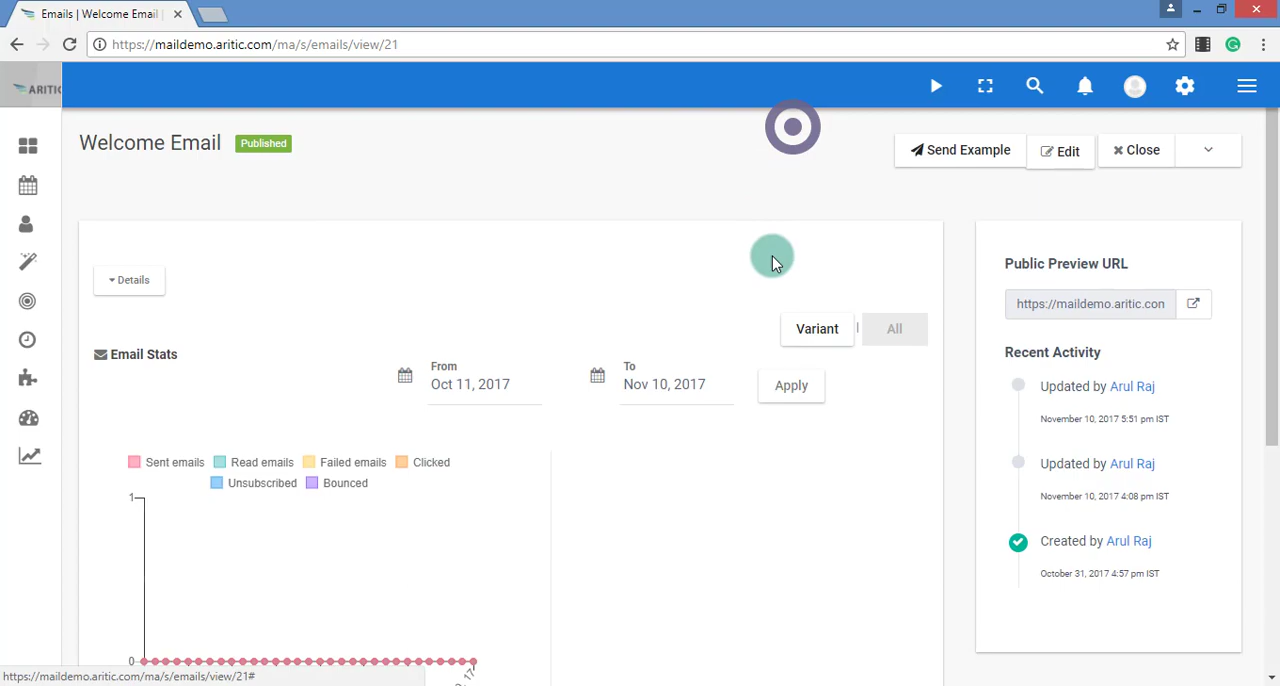 Emails | Welcome Email |
https://maildemo.aritic.com/ma/s/emails/view/21
ARITIC
Welcome Email
Published
Send Example
Edit
Close
Details
Variant
|
All
Email Stats
From
Oct 11, 2017
To
Nov 10, 2017
Apply
Sent emails
Read emails
Failed emails
Clicked
Unsubscribed
Bounced
1
0
Public Preview URL
https://maildemo.aritic.con
Recent Activity
Updated by Arul Raj
November 10, 2017 5:51 pm IST
Updated by Arul Raj
November 10, 2017 4:08 pm IST
Created by Arul Raj
October 31, 2017 4:57 pm IST
https://maildemo.aritic.com/ma/s/emails/view/21#